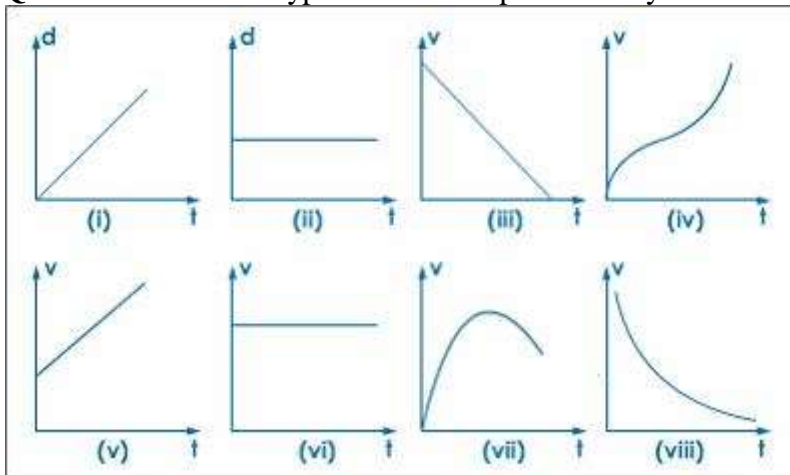 d d v v
t t t t
(i) (ii) (iii) (iv)
v v v v
t t t t
(v) (vi) (vii) (viii)